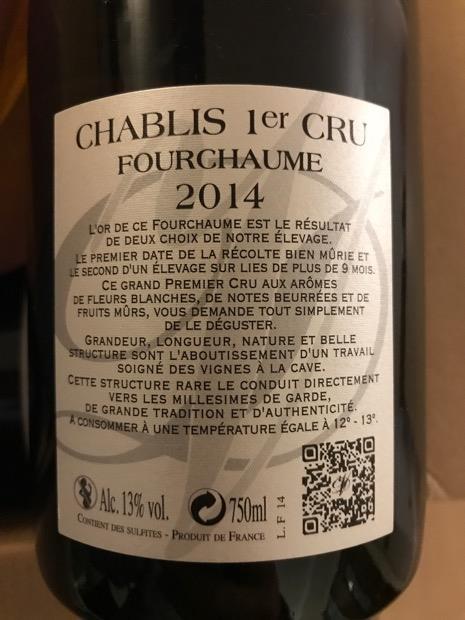 CHABLIS 1er CRU
FOURCHAUME
2014
L'OR DE CE FOURCHAUME EST LE RÉSULTAT
DE DEUX CHOIX DE NOTRE ÉLEVAGE.
LE PREMIER DATE DE LA RÉCOLTE BIEN MÛRIE ET
LE SECOND D'UN ÉLEVAGE SUR LIES DE PLUS DE 9 MOIS.
CE GRAND PREMIER CRU AUX ARÔMES
DE FLEURS BLANCHES, DE NOTES BEURRÉES ET DE
FRUITS MÛRS, VOUS DEMANDE TOUT SIMPLEMENT
DE LE DÉGUSTER.
GRANDEUR, LONGUEUR, NATURE ET BELLE
STRUCTURE SONT L'ABOUTISSEMENT D'UN TRAVAIL
SOIGNÉ DES VIGNES À LA CAVE.
CETTE STRUCTURE RARE LE CONDUIT DIRECTEMENT
VERS LES MILLESIMES DE GARDE,
DE GRANDE TRADITION ET D'AUTHENTICITÉ.
A CONSOMMER À UNE TEMPÉRATURE ÉGALE À 12° - 13°.
Alc. 13% vol. 750ml
L.F 14
CONTIENT DES SULFITES - PRODUIT DE FRANCE